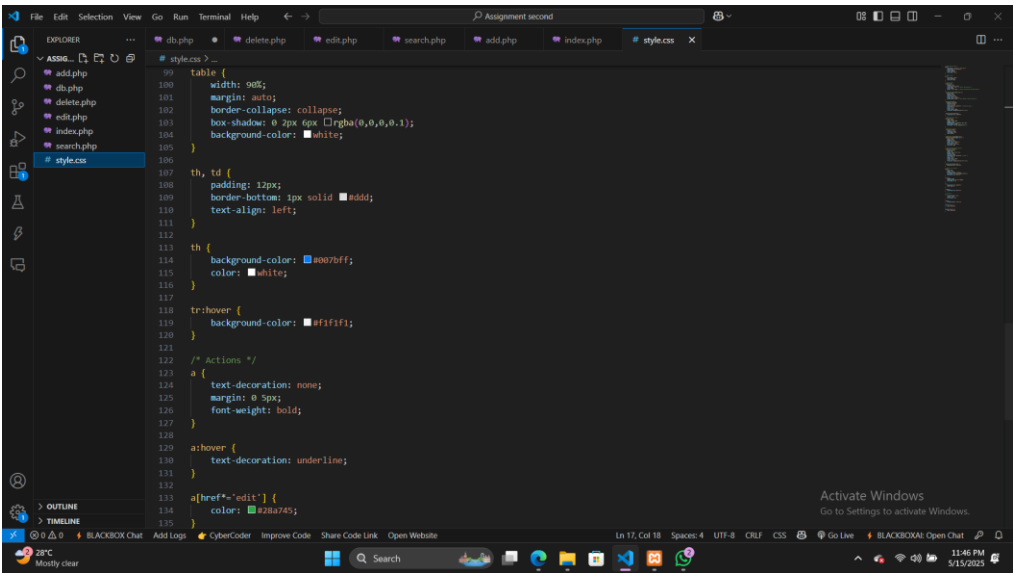 File Edit Selection View Go Run Terminal Help
Assignment second
EXPLORER
ASSIG...
add.php
db.php
delete.php
edit.php
index.php
search.php
style.css
OUTLINE
TIMELINE
db.php delete.php edit.php search.php add.php index.php # style.css
# style.css > ...
99 table {
100 width: 90%;
101 margin: auto;
102 border-collapse: collapse;
103 box-shadow: 0 2px 6px rgba(0,0,0,0.1);
104 background-color: white;
105 }
106
107 th, td {
108 padding: 12px;
109 border-bottom: 1px solid #ddd;
110 text-align: left;
111 }
112
113 th {
114 background-color: #007bff;
115 color: white;
116 }
117
118 tr:hover {
119 background-color: #f1f1f1;
120 }
121
122 /* Actions */
123 a {
124 text-decoration: none;
125 margin: 0 5px;
126 font-weight: bold;
127 }
128
129 a:hover {
130 text-decoration: underline;
131 }
132
133 a[href*='edit'] {
134 color: #28a745;
135 }
Activate Windows
Go to Settings to activate Windows.
0 0 BLACKBOX Chat Add Logs CyberCoder Improve Code Share Code Link Open Website Ln 17, Col 18 Spaces: 4 UTF-8 CRLF CSS Go Live BLACKBOXAI: Open Chat
28°C
Mostly clear
Search
11:46 PM
5/15/2025